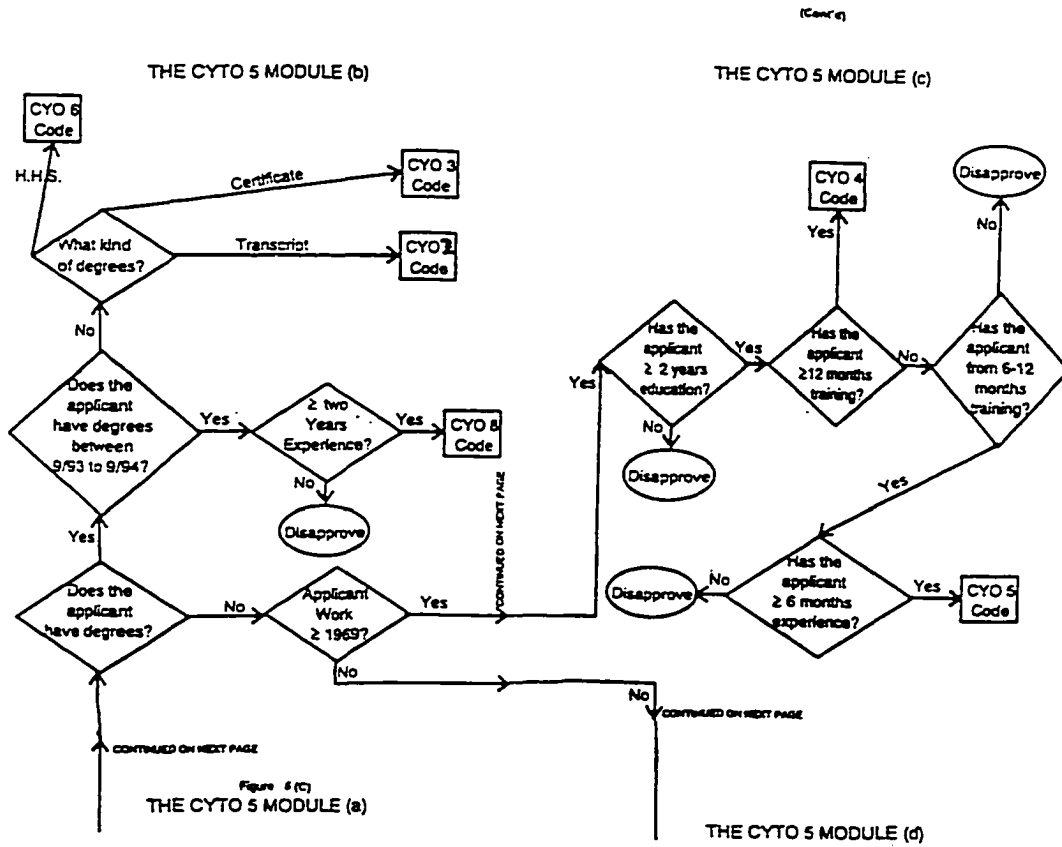 (Cont'd)
THE CYTO 5 MODULE (b)
THE CYTO 5 MODULE (c)
CYO 6
Code
H.H.S.
Certificate
CYO 3
Code
What kind
of degrees?
Transcript
CYO 2
Code
No
Does the
applicant
have degrees
between
9/93 to 9/94?
Yes
≥ two
Years
Experience?
Yes
CYO 8
Code
No
Disapprove
Yes
Does the
applicant
have degrees?
No
Applicant
Work
≥ 1969?
Yes
CONTINUED ON NEXT PAGE
No
No
CONTINUED ON NEXT PAGE
CONTINUED ON NEXT PAGE
Yes
Has the
applicant
≥ 2 years
education?
No
Disapprove
Yes
Has the
applicant
≥12 months
training?
Yes
CYO 4
Code
No
Has the
applicant
from 6-12
months
training?
No
Disapprove
Yes
Has the
applicant
≥ 6 months
experience?
No
Disapprove
Yes
CYO 5
Code
Figure 5 (C)
THE CYTO 5 MODULE (a)
THE CYTO 5 MODULE (d)